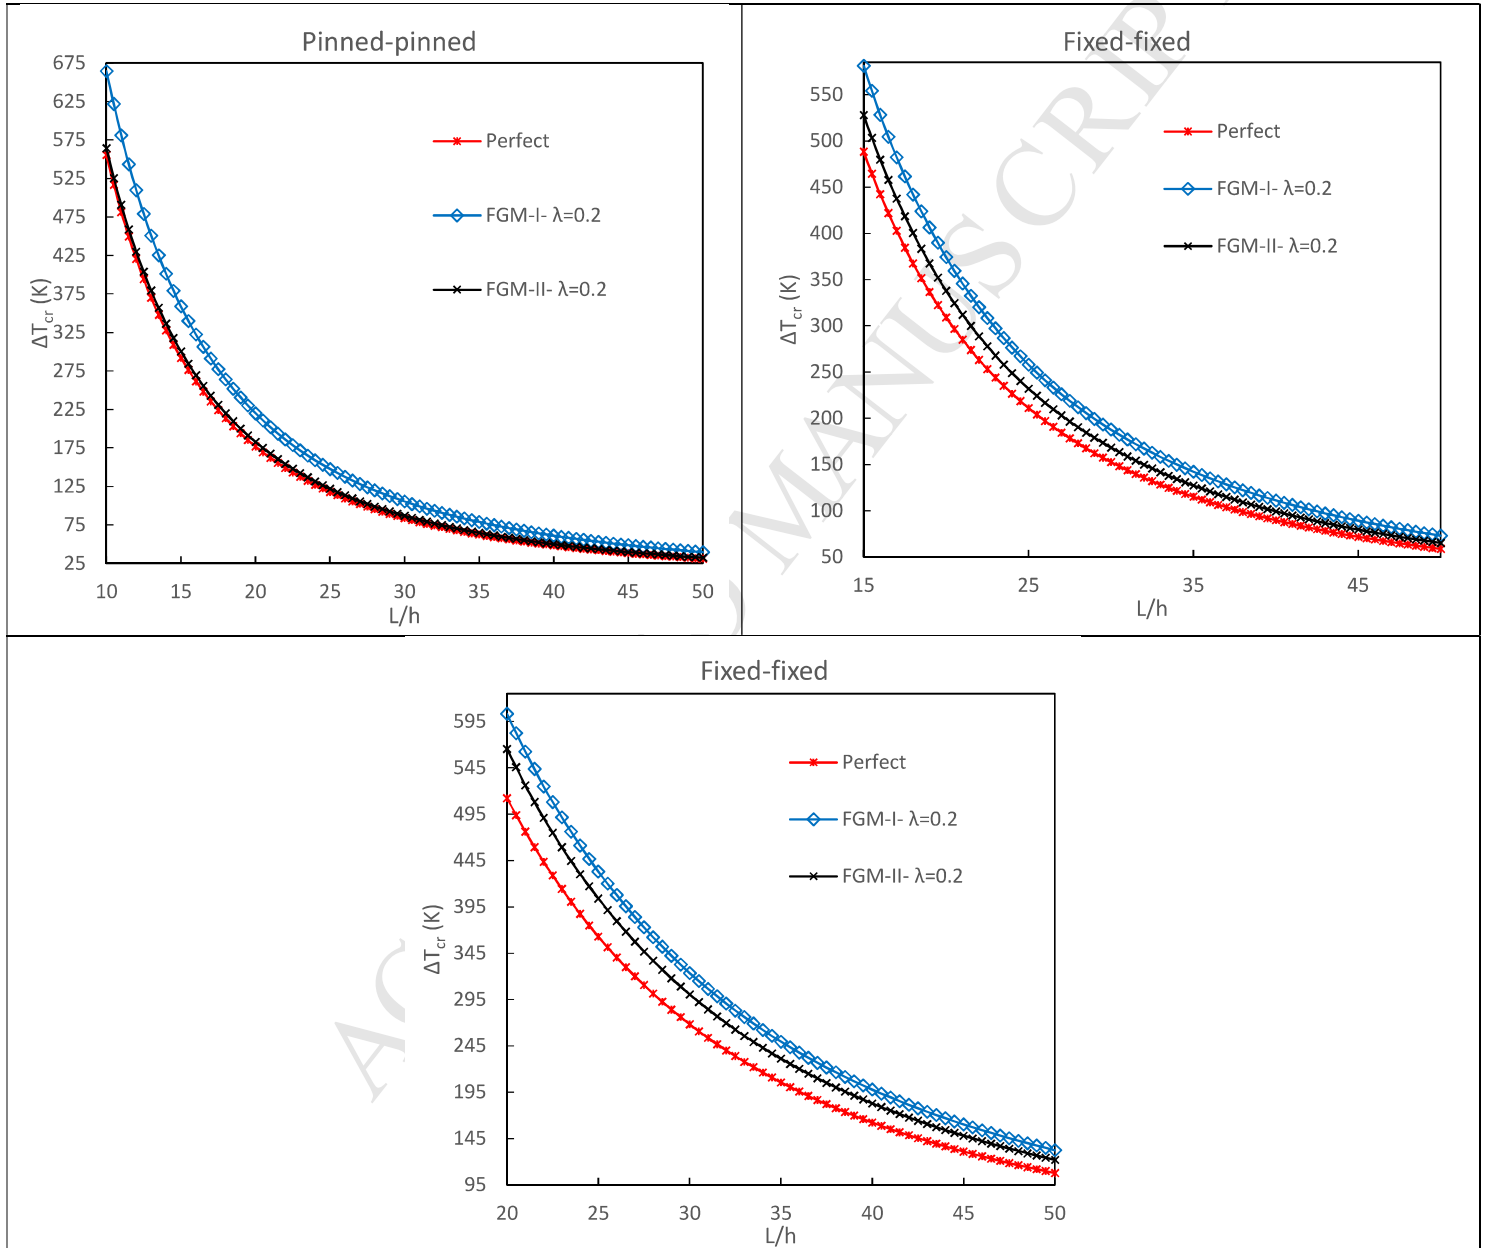 Pinned-pinned
675
625
575
525
475
425
375
325
275
225
175
125
75
25
ΔTcr (K)
Perfect
FGM-I- λ=0.2
FGM-II- λ=0.2
10 15 20 25 30 35 40 45 50
L/h
Fixed-fixed
550
500
450
400
350
300
250
200
150
100
50
ΔTcr (K)
Perfect
FGM-I- λ=0.2
FGM-II- λ=0.2
15 25 35 45
L/h
Fixed-fixed
595
545
495
445
395
345
295
245
195
145
95
ΔTcr (K)
Perfect
FGM-I- λ=0.2
FGM-II- λ=0.2
20 25 30 35 40 45 50
L/h
MANUSCRIP